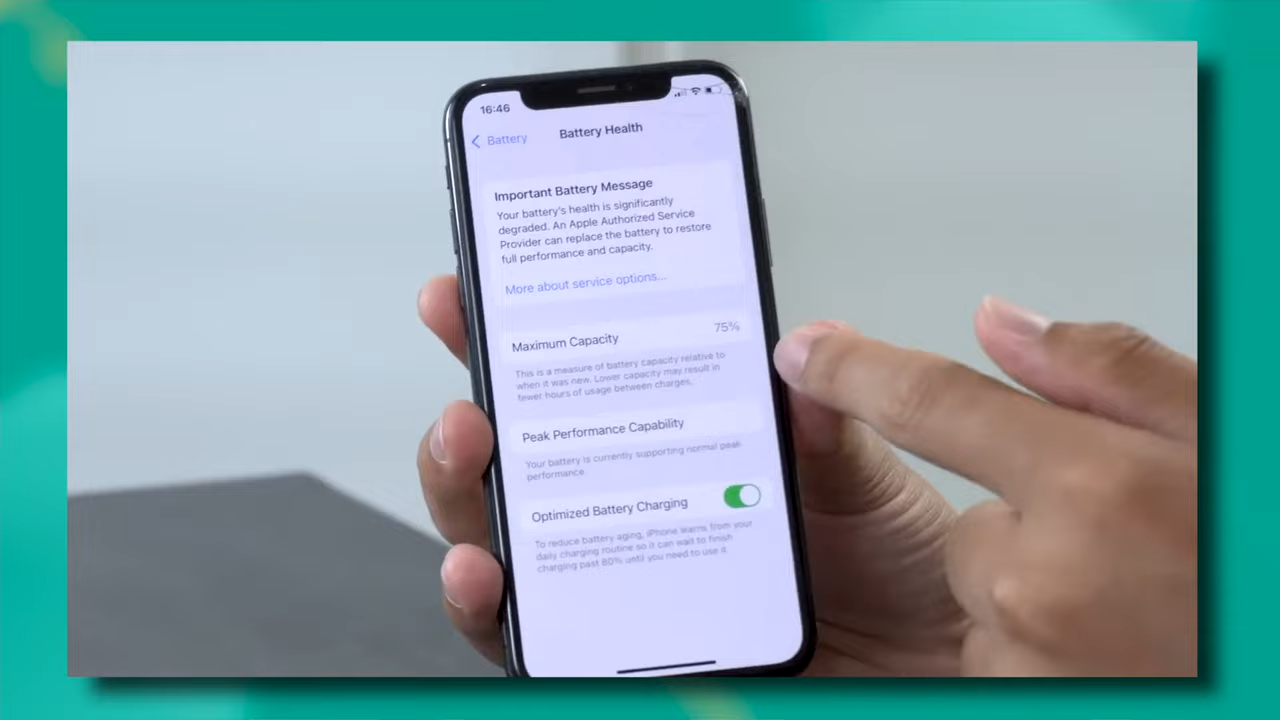 16:46
Battery
Battery Health
Important Battery Message
Your battery's health is significantly
degraded. An Apple Authorized Service
Provider can replace the battery to restore
full performance and capacity.
More about service options...
Maximum Capacity 75%
This is a measure of battery capacity relative to
when it was new. Lower capacity may result in
fewer hours of usage between charges.
Peak Performance Capability
Your battery is currently supporting normal peak
performance.
Optimized Battery Charging
To reduce battery aging, iPhone learns from your
daily charging routine so it can wait to finish
charging past 80% until you need to use it.